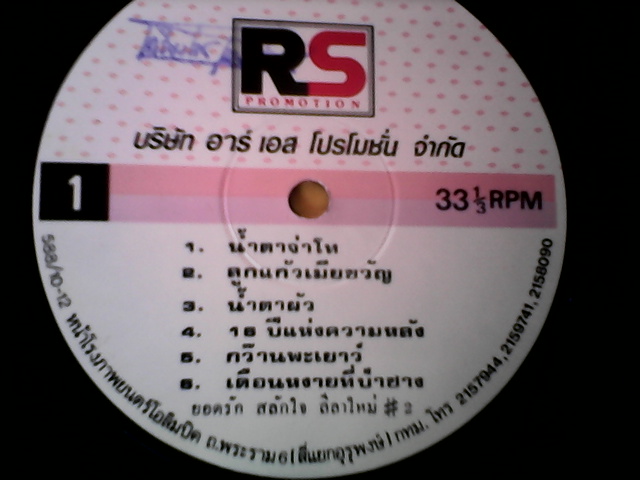 RS
PROMOTION
บริษัท อาร์ เอส โปรโมชั่น จำกัด
1
33 1/3 RPM
1. น้ำตาจ่าโท
2. ลูกแก้วเมียขวัญ
3. น้ำตาผัว
4. 16 ปีแห่งความหลัง
5. กว๊านพะเยาว์
6. เดือนหงายที่บ้าฮาง
ยอดรัก สลักใจ ลีลาใหม่ #2
588/10-12 หน้าโรงภาพยนตร์โอลิมปิค ถ.พระราม 6 (สี่แยกอุรุพงษ์) กทม. โทร 2157944, 2159741, 2158090